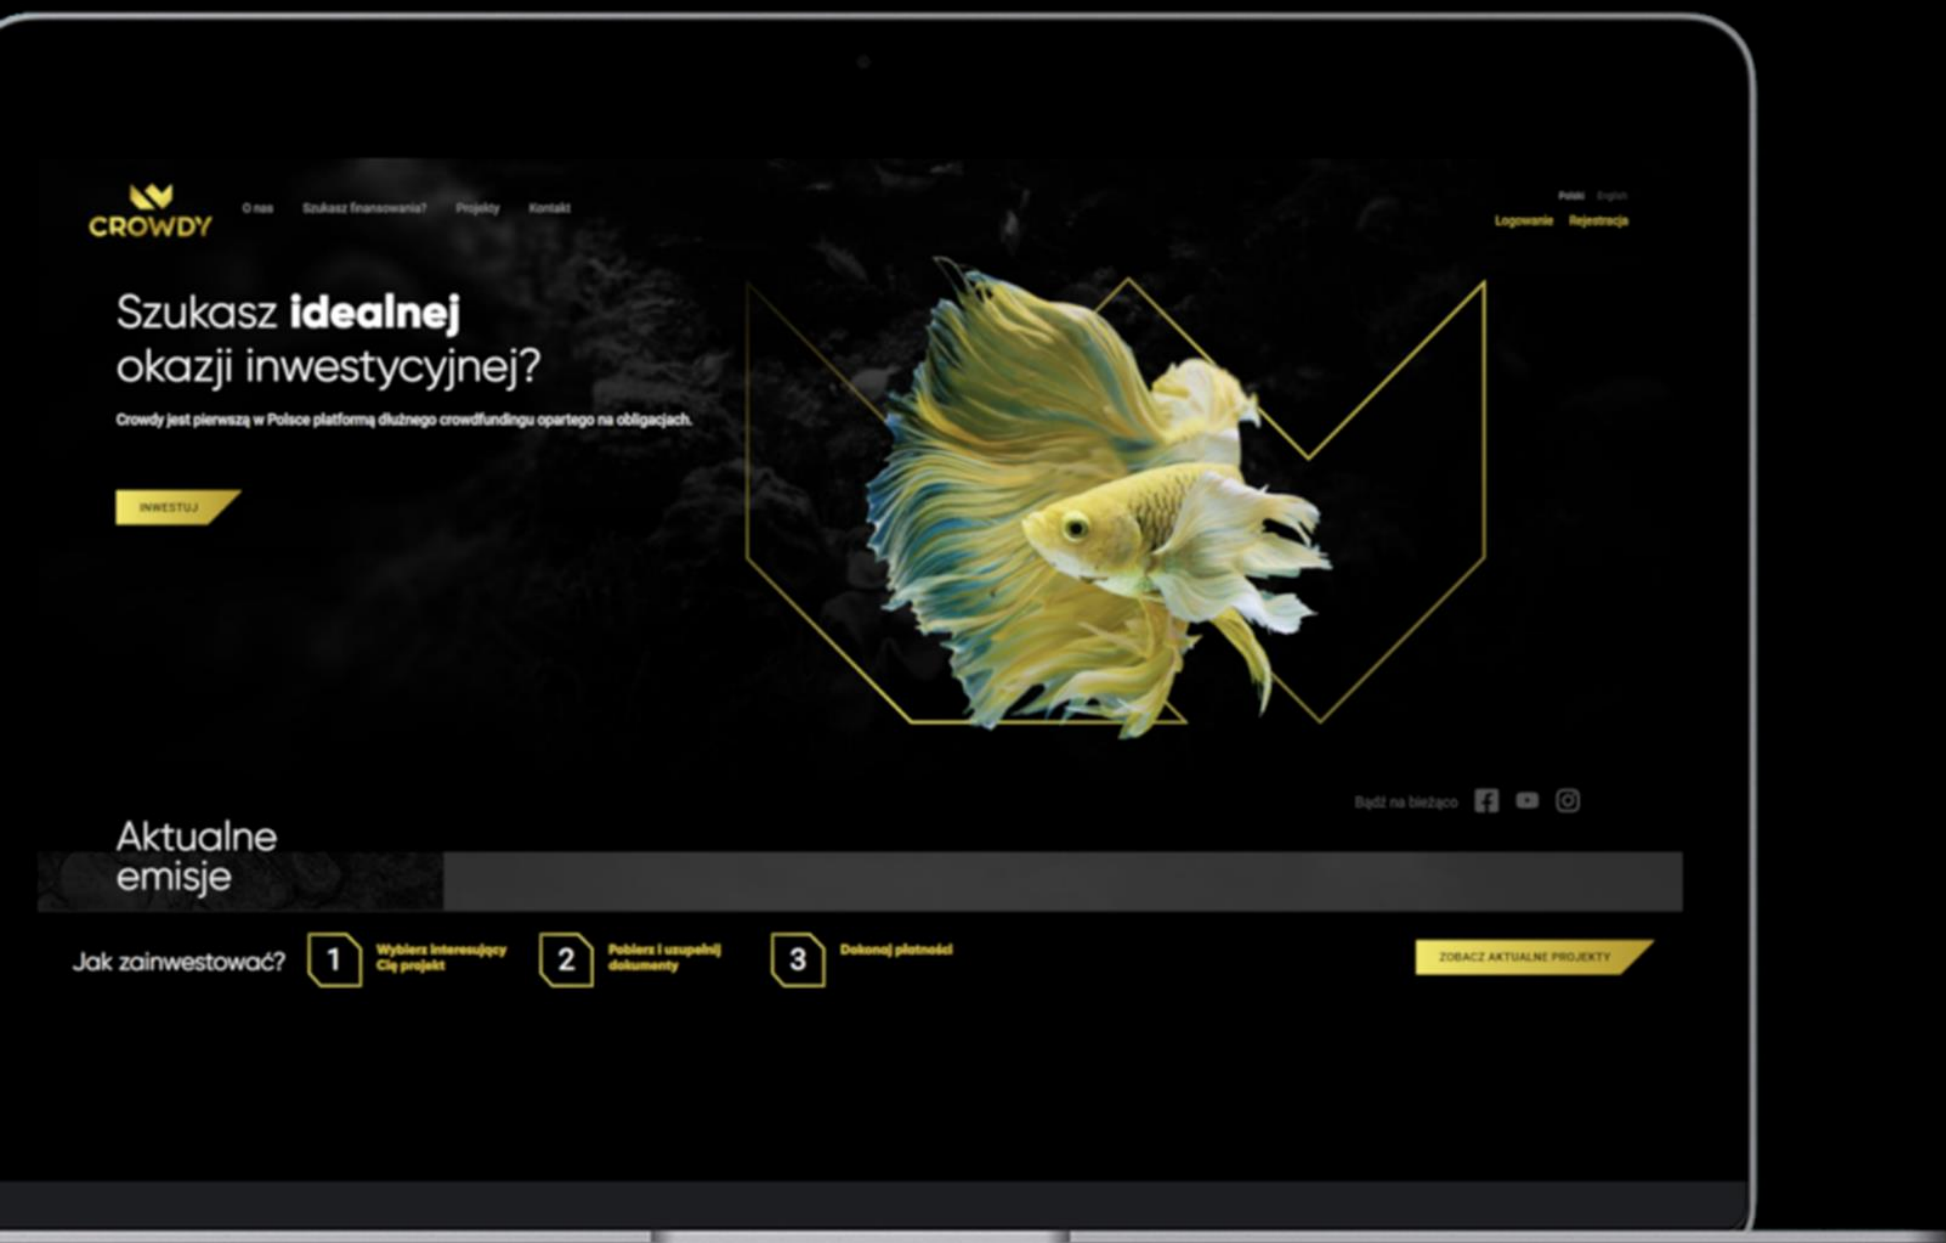 CROWDY
O nas Szukasz finansowania? Projekty Kontakt
Polski English
Logowanie Rejestracja
Szukasz idealnej
okazji inwestycyjnej?
Crowdy jest pierwszą w Polsce platformą dłużnego crowdfundingu opartego na obligacjach.
INWESTUJ
Bądź na bieżąco
Aktualne
emisje
Jak zainwestować?
1
Wybierz interesujący
Cię projekt
2
Pobierz i uzupełnij
dokumenty
3
Dokonaj płatności
ZOBACZ AKTUALNE PROJEKTY